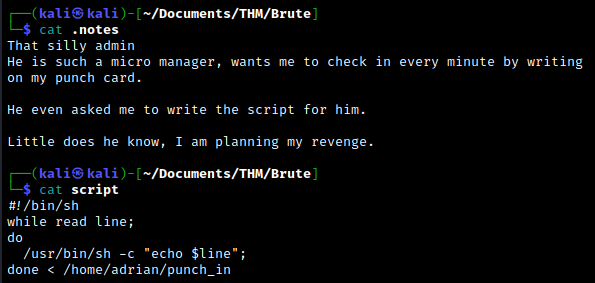 ┌──(kali㉿kali)-[~/Documents/THM/Brute]
└─$ cat .notes
That silly admin
He is such a micro manager, wants me to check in every minute by writing
on my punch card.
He even asked me to write the script for him.
Little does he know, I am planning my revenge.
┌──(kali㉿kali)-[~/Documents/THM/Brute]
└─$ cat script
#!/bin/sh
while read line;
do
  /usr/bin/sh -c "echo $line";
done < /home/adrian/punch_in